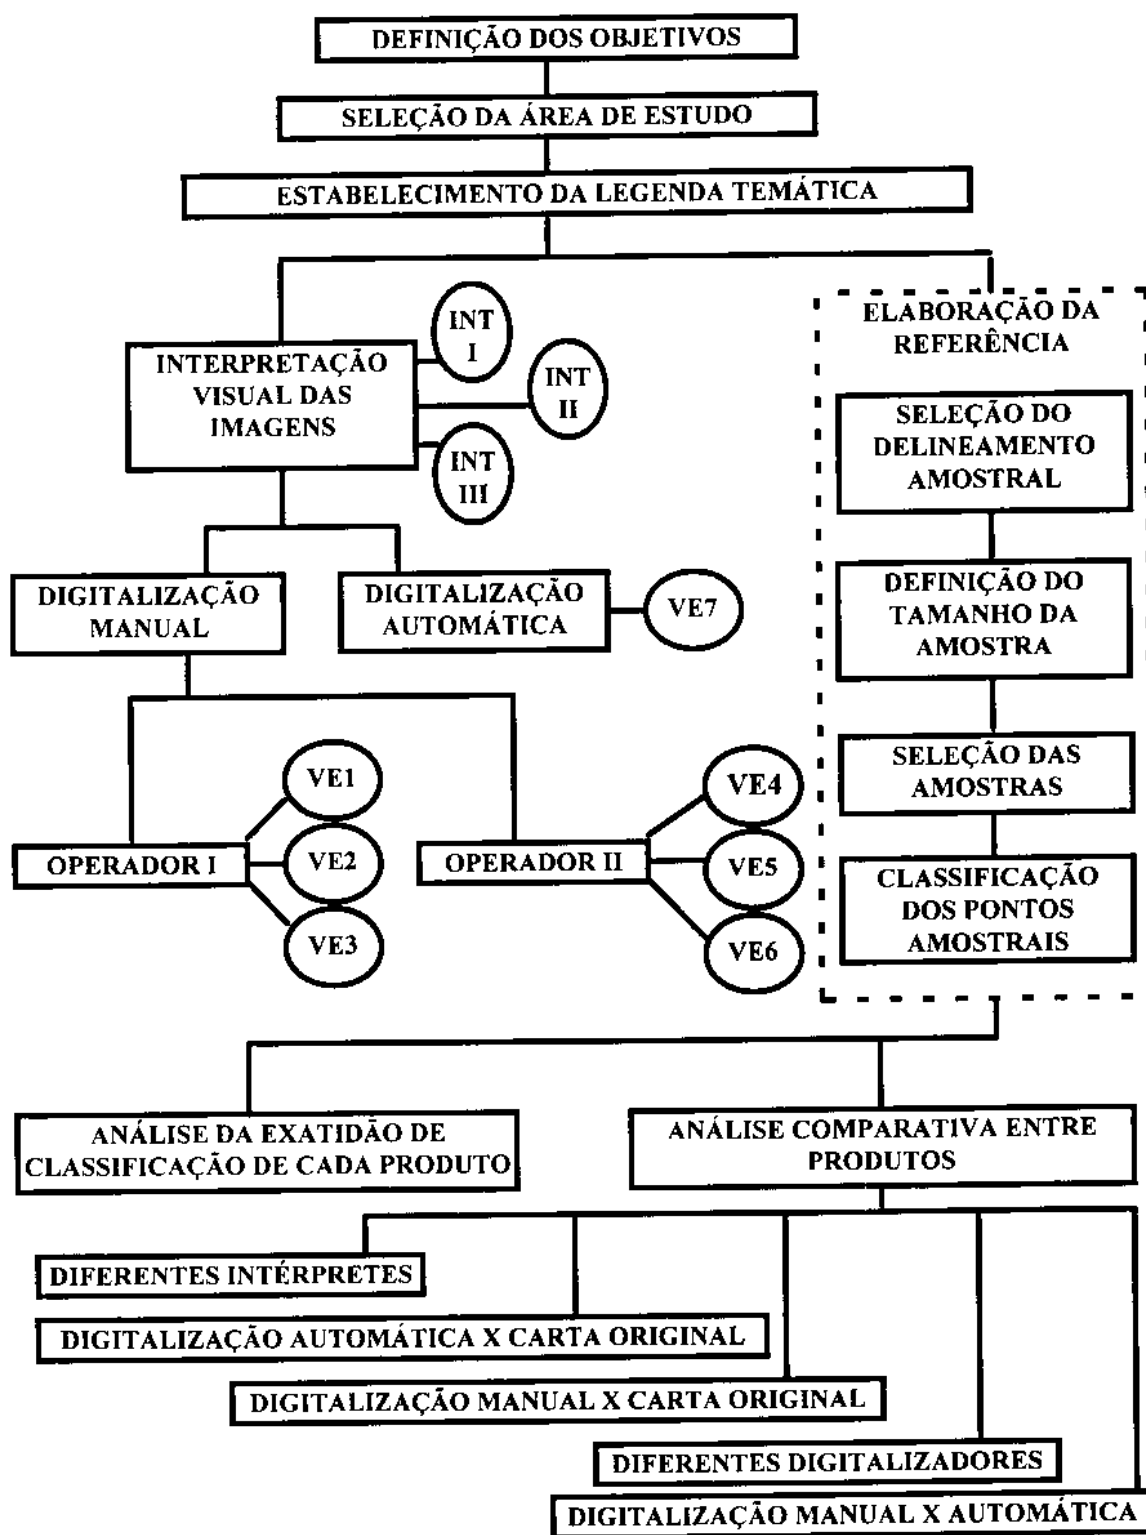 DEFINIÇÃO DOS OBJETIVOS
SELEÇÃO DA ÁREA DE ESTUDO
ESTABELECIMENTO DA LEGENDA TEMÁTICA
INTERPRETAÇÃO
VISUAL DAS
IMAGENS
INT
I
INT
II
INT
III
DIGITALIZAÇÃO
MANUAL
DIGITALIZAÇÃO
AUTOMÁTICA
VE7
OPERADOR I
VE1
VE2
VE3
OPERADOR II
VE4
VE5
VE6
ELABORAÇÃO DA
REFERÊNCIA
SELEÇÃO DO
DELINEAMENTO
AMOSTRAL
DEFINIÇÃO DO
TAMANHO DA
AMOSTRA
SELEÇÃO DAS
AMOSTRAS
CLASSIFICAÇÃO
DOS PONTOS
AMOSTRAIS
ANÁLISE DA EXATIDÃO DE
CLASSIFICAÇÃO DE CADA PRODUTO
ANÁLISE COMPARATIVA ENTRE
PRODUTOS
DIFERENTES INTÉRPRETES
DIGITALIZAÇÃO AUTOMÁTICA X CARTA ORIGINAL
DIGITALIZAÇÃO MANUAL X CARTA ORIGINAL
DIFERENTES DIGITALIZADORES
DIGITALIZAÇÃO MANUAL X AUTOMÁTICA